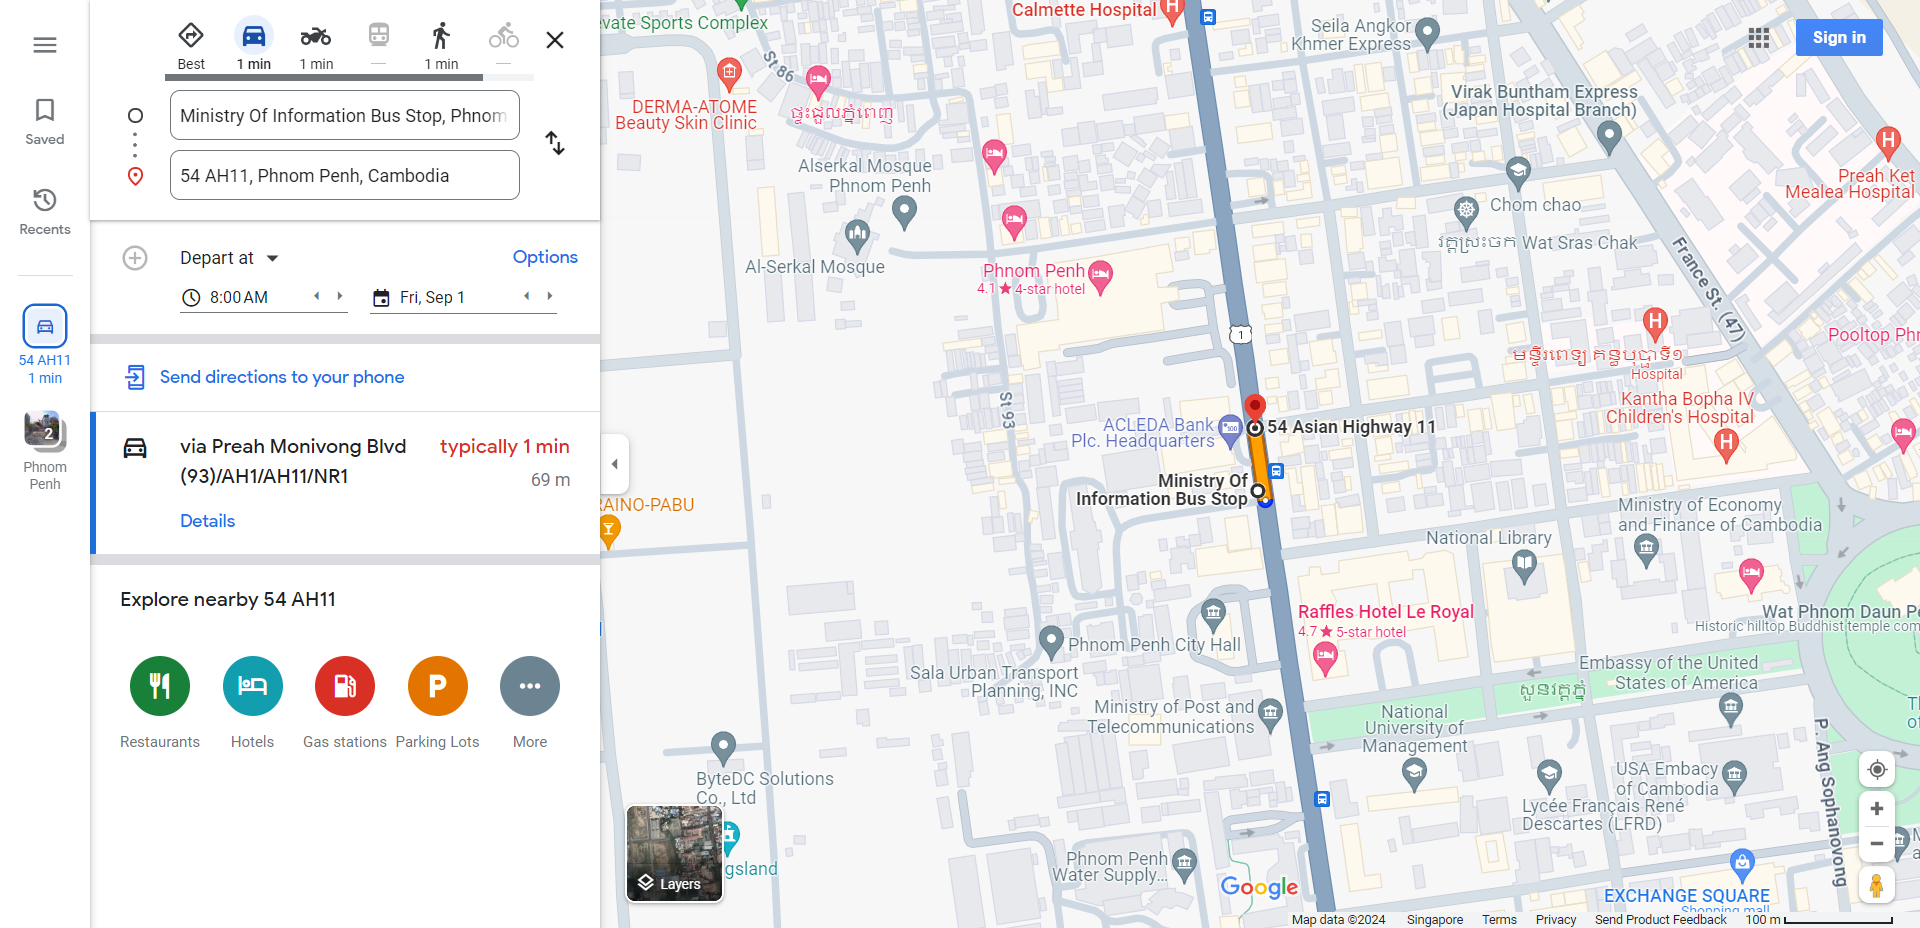 Saved
Recents
54 AH11
1 min
2
Phnom
Penh
Best
1 min
1 min
—
1 min
—
Ministry Of Information Bus Stop, Phnom
54 AH11, Phnom Penh, Cambodia
Depart at
Options
8:00 AM
Fri, Sep 1
Send directions to your phone
via Preah Monivong Blvd
(93)/AH1/AH11/NR1
typically 1 min
69 m
Details
Explore nearby 54 AH11
Restaurants
Hotels
Gas stations
Parking Lots
More
Sign in
Calmette Hospital
vate Sports Complex
St 86
Seila Angkor
Khmer Express
DERMA-ATOME
Beauty Skin Clinic
ផ្ទះជួលភ្នំពេញ
Virak Buntham Express
(Japan Hospital Branch)
Preah Ket
Mealea Hospital
Alserkal Mosque
Phnom Penh
Chom chao
វត្តស្រះចក Wat Sras Chak
Al-Serkal Mosque
Phnom Penh
4.1 ★ 4-star hotel
France St. (47)
1
Pooltop Phn
មន្ទីរពេទ្យ គន្ធបុប្ផាទី១
Hospital
Kantha Bopha IV
Children's Hospital
St 93
ACLEDA Bank
Plc. Headquarters
54 Asian Highway 11
Ministry Of
Information Bus Stop
RAINO-PABU
Ministry of Economy
and Finance of Cambodia
National Library
Raffles Hotel Le Royal
4.7 ★ 5-star hotel
Wat Phnom Daun Pe
Historic hilltop Buddhist temple com
Phnom Penh City Hall
Sala Urban Transport
Planning, INC
Embassy of the United
States of America
សួនវត្តភ្នំ
Ministry of Post and
Telecommunications
National
University of
Management
P. Ang Sophanovong
ByteDC Solutions
Co., Ltd
USA Embacy
of Cambodia
Lycée Français René
Descartes (LFRD)
Phnom Penh
Water Supply...
gsland
Layers
Google
EXCHANGE SQUARE
Shopping mall
Map data ©2024
Singapore
Terms
Privacy
Send Product Feedback
100 m